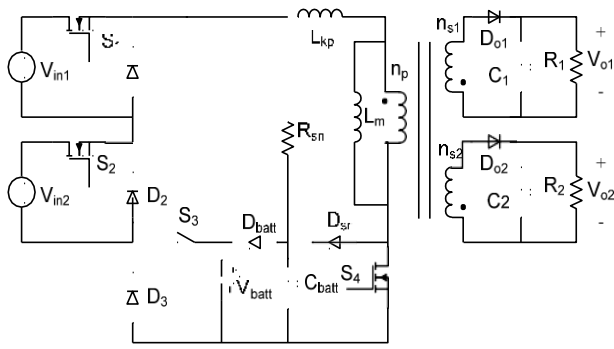 S
L_kp
n_s1
D_o1
+
V_in1
n_p
C_1
R_1
V_o1
-
L_m
R_sn
n_s2
S_2
D_o2
+
V_in2
D_2
C2
R_2
V_o2
-
S_3
D_batt
D_sr
S_4
D_3
V_batt
C_batt